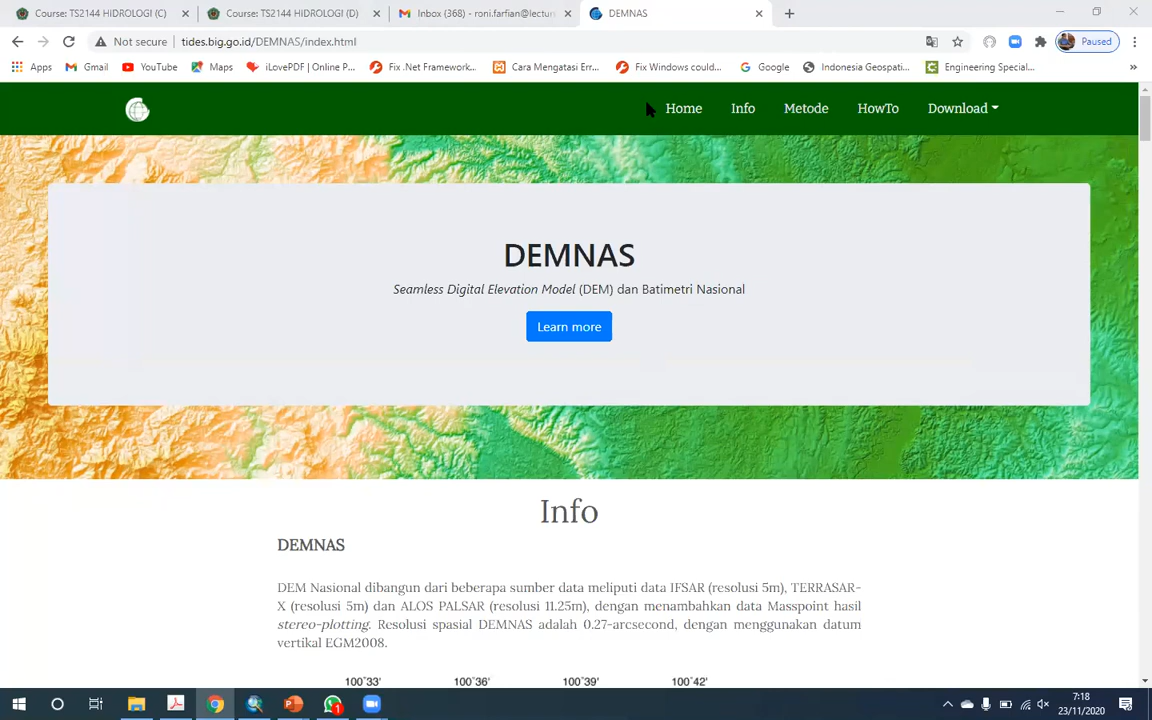 Course: TS2144 HIDROLOGI (C)
Course: TS2144 HIDROLOGI (D)
Inbox (368) - roni.farfian@lectur
DEMNAS
Not secure
tides.big.go.id/DEMNAS/index.html
Paused
Apps
Gmail
YouTube
Maps
iLovePDF | Online P...
Fix .Net Framework...
Cara Mengatasi Err...
Fix Windows could...
Google
Indonesia Geospati...
Engineering Special...
»
Home
Info
Metode
HowTo
Download
DEMNAS
Seamless Digital Elevation Model (DEM) dan Batimetri Nasional
Learn more
Info
DEMNAS
DEM Nasional dibangun dari beberapa sumber data meliputi data IFSAR (resolusi 5m), TERRASAR-
X (resolusi 5m) dan ALOS PALSAR (resolusi 11.25m), dengan menambahkan data Masspoint hasil
stereo-plotting. Resolusi spasial DEMNAS adalah 0.27-arcsecond, dengan menggunakan datum
vertikal EGM2008.
100°33' 100°36' 100°39' 100°42'
1
7:18
23/11/2020